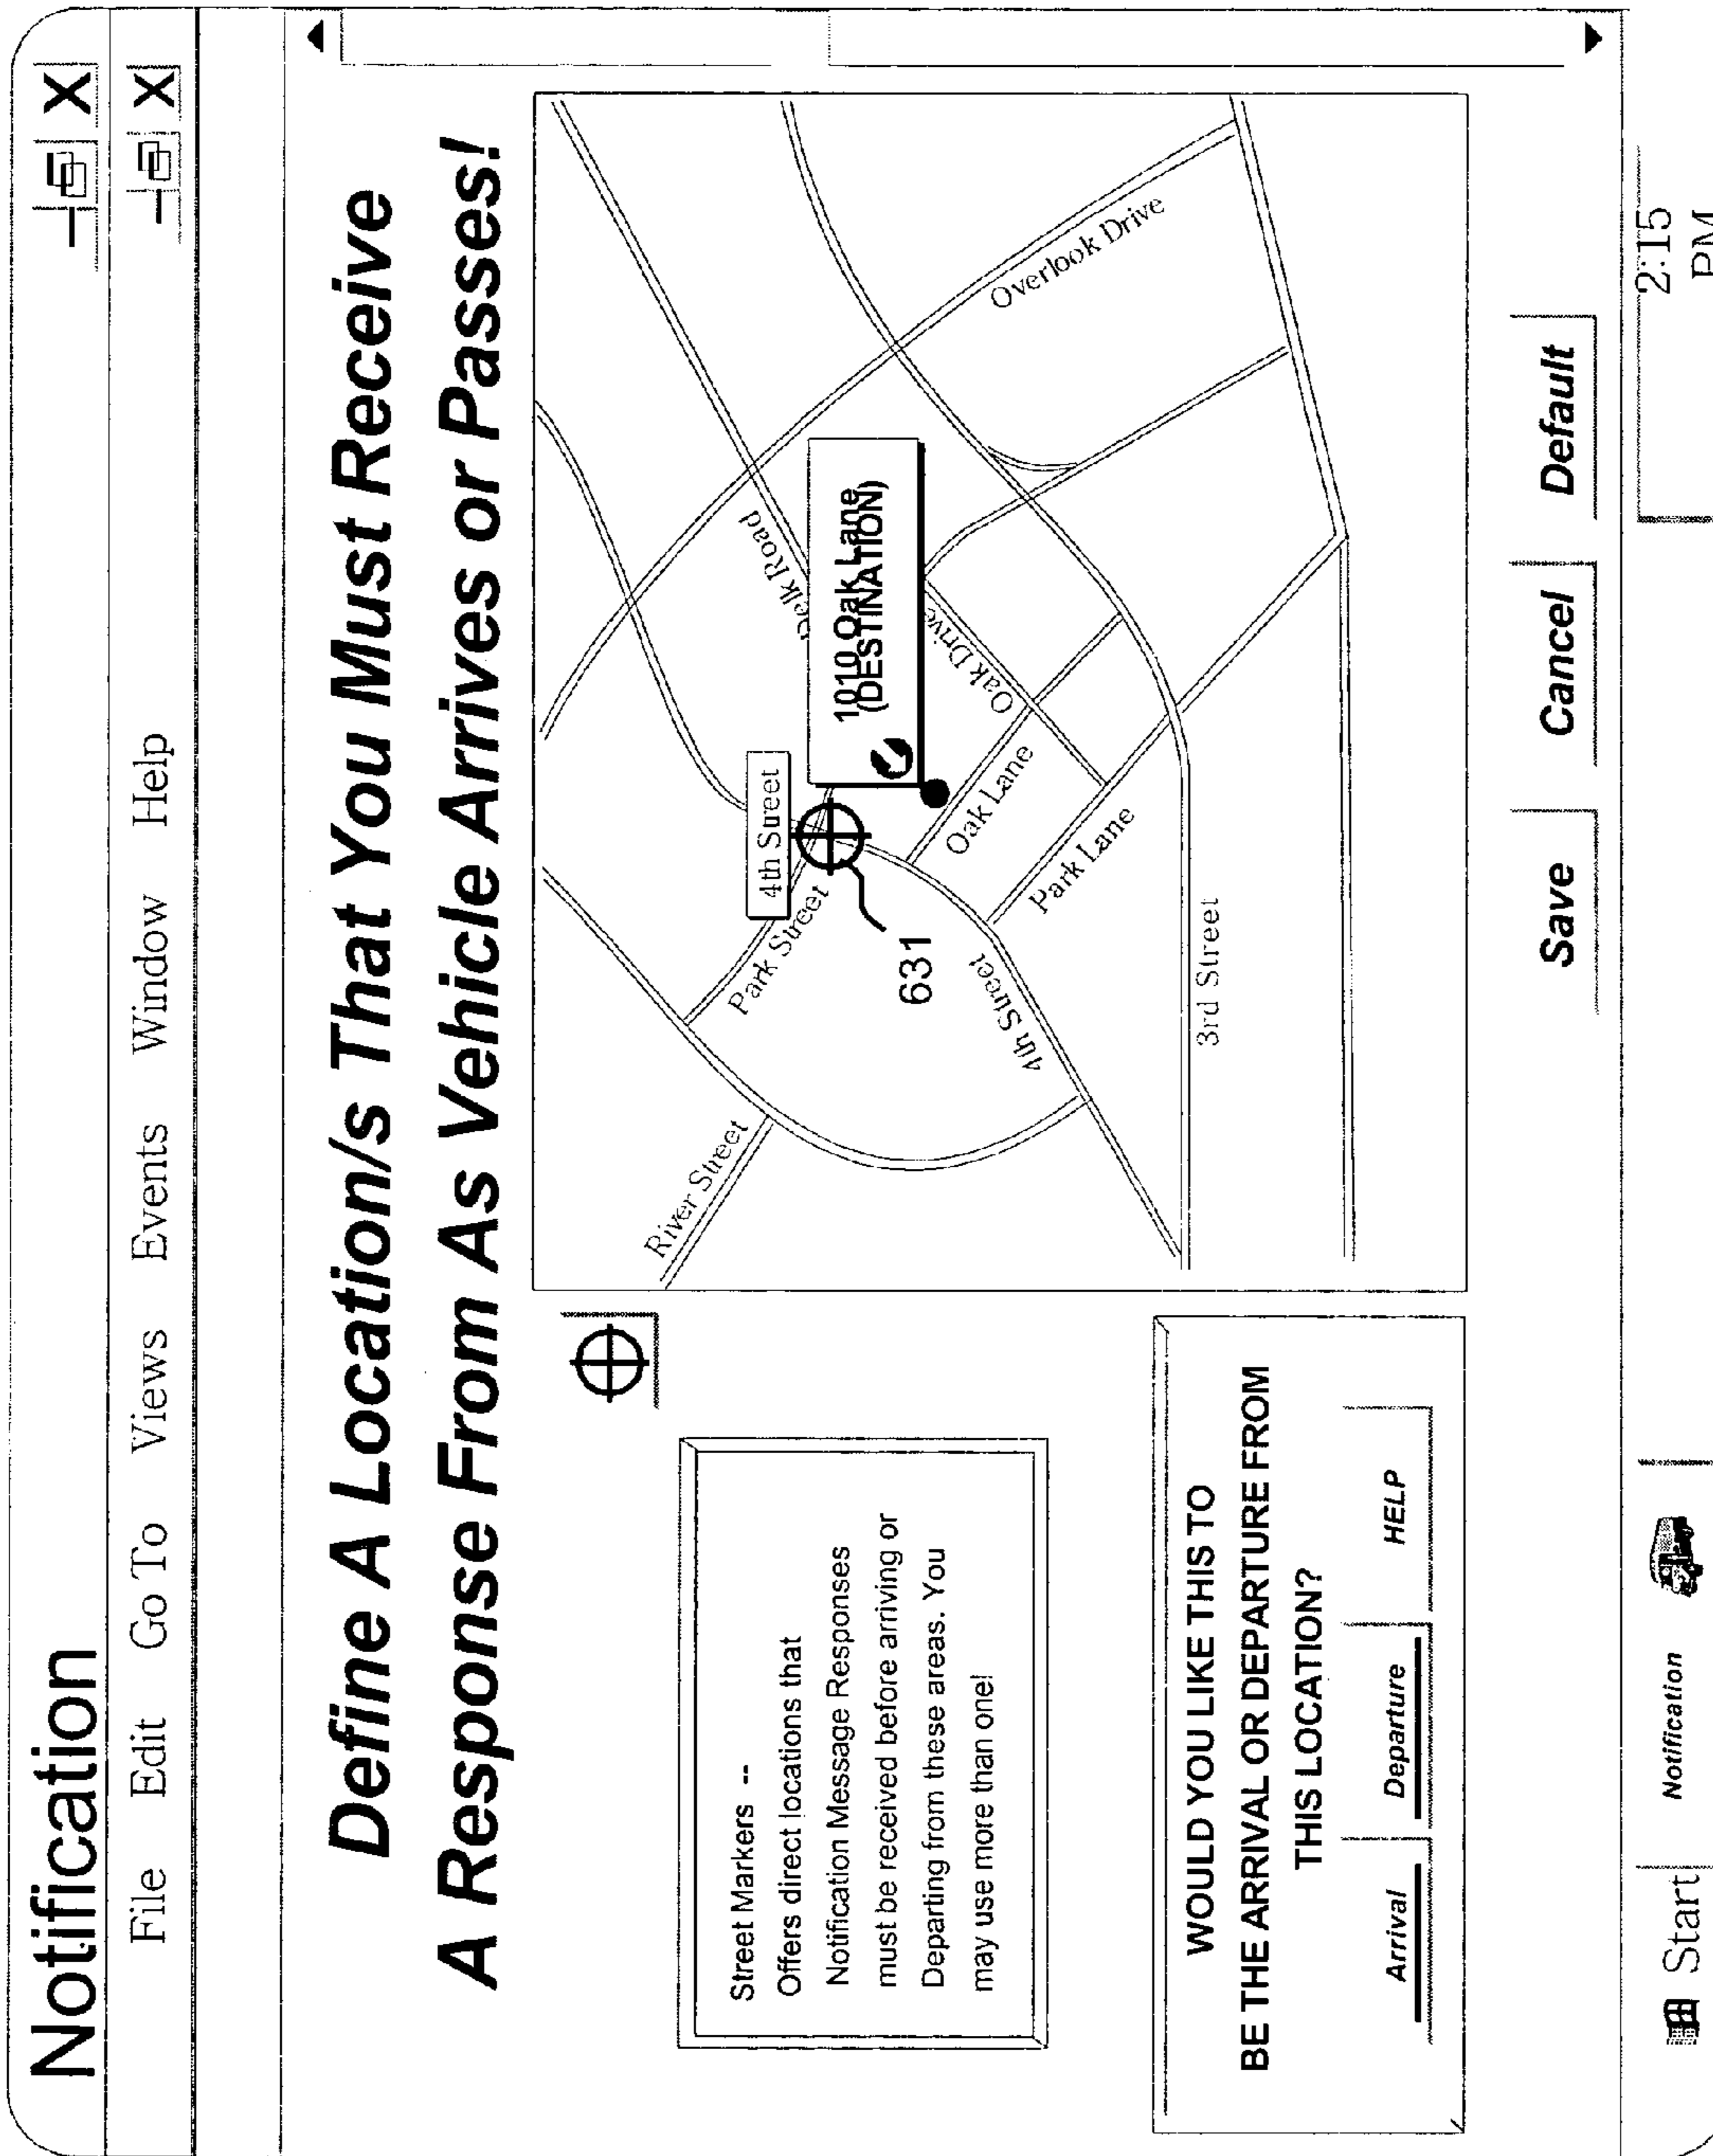 Notification
File Edit Go To Views Events Window Help
Define A Location/s That You Must Receive
A Response From As Vehicle Arrives or Passes!
Street Markers --
Offers direct locations that
Notification Message Responses
must be received before arriving or
Departing from these areas. You
may use more than one!
WOULD YOU LIKE THIS TO
BE THE ARRIVAL OR DEPARTURE FROM
THIS LOCATION?
Arrival Departure HELP
River Street
Park Street
4th Street
631
4th Street
Road
1010 Oak Lane
(DESTINATION)
Oak Drive
Oak Lane
Park Lane
3rd Street
Overlook Drive
Save Cancel Default
Start Notification 2:15
PM